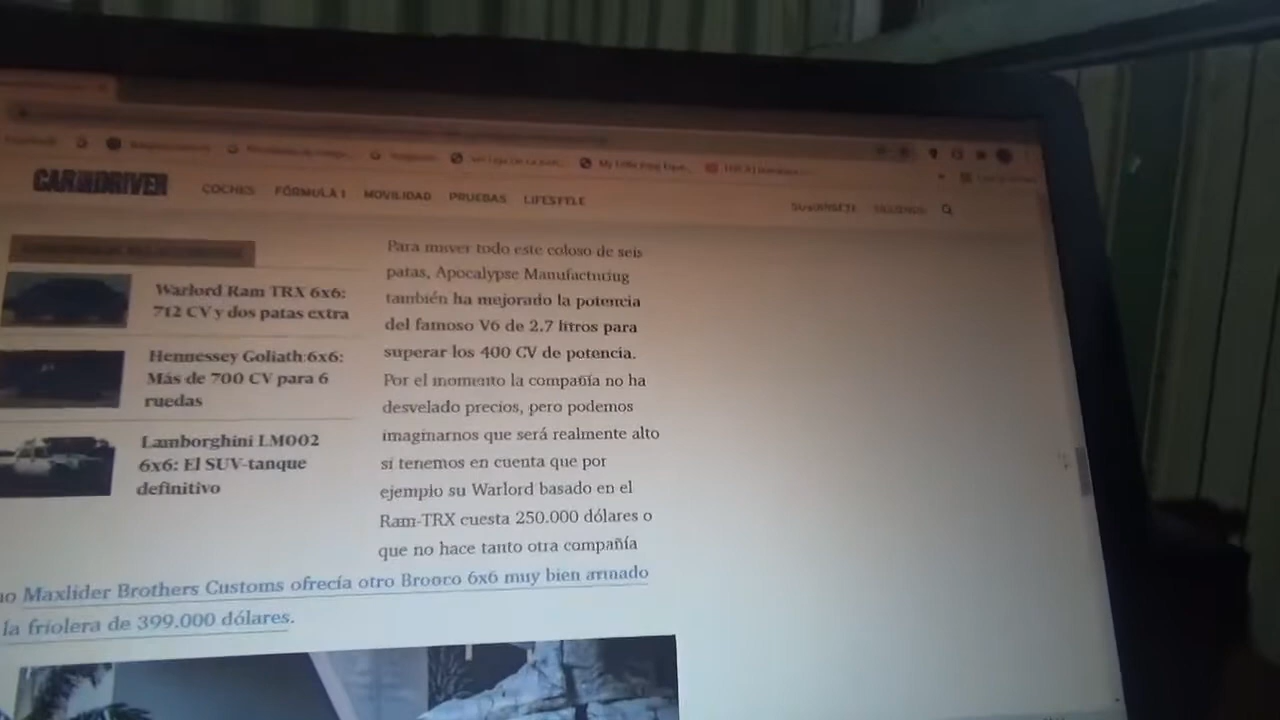 CAR AND DRIVER
COCHES FÓRMULA 1 MOVILIDAD PRUEBAS LIFESTYLE
Warlord Ram TRX 6x6:
712 CV y dos patas extra
Hennessey Goliath 6x6:
Más de 700 CV para 6
ruedas
Lamborghini LM002
6x6: El SUV-tanque
definitivo
Para mover todo este coloso de seis
patas, Apocalypse Manufacturing
también ha mejorado la potencia
del famoso V6 de 2.7 litros para
superar los 400 CV de potencia.
Por el momento la compañía no ha
desvelado precios, pero podemos
imaginarnos que será realmente alto
si tenemos en cuenta que por
ejemplo su Warlord basado en el
Ram-TRX cuesta 250.000 dólares o
que no hace tanto otra compañía
Maxlider Brothers Customs ofrecía otro Bronco 6x6 muy bien armado
la friolera de 399.000 dólares.